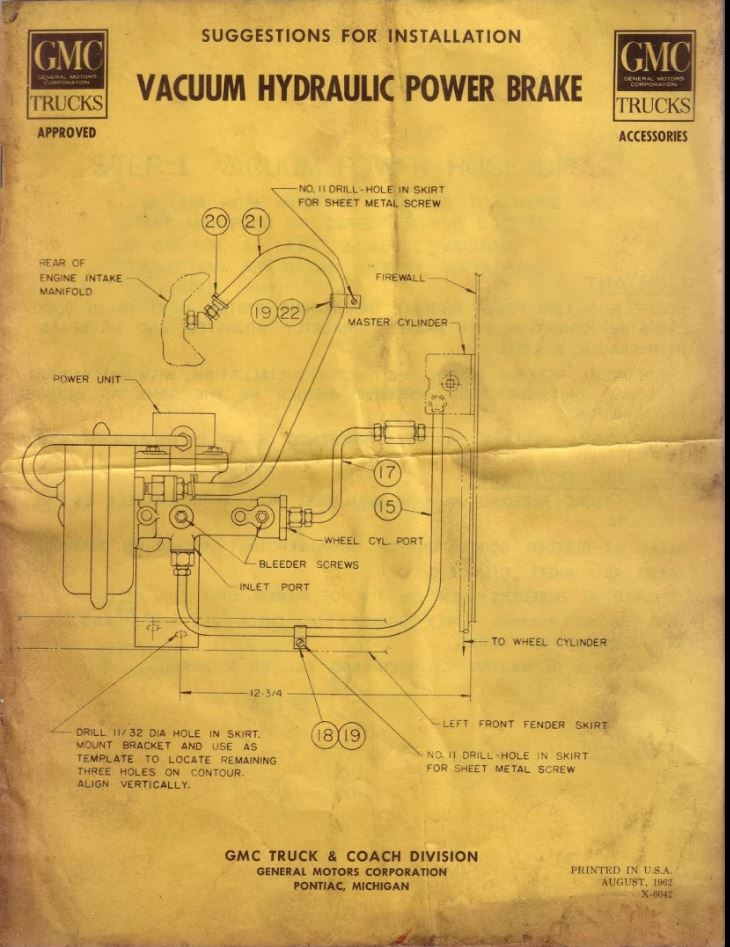 SUGGESTIONS FOR INSTALLATION
GMC
GENERAL MOTORS
CORPORATION
TRUCKS
APPROVED
VACUUM HYDRAULIC POWER BRAKE
GMC
GENERAL MOTORS
CORPORATION
TRUCKS
ACCESSORIES
NO. 11 DRILL-HOLE IN SKIRT
FOR SHEET METAL SCREW
20
21
REAR OF
ENGINE INTAKE
MANIFOLD
FIREWALL
19
22
MASTER CYLINDER
POWER UNIT
17
15
WHEEL CYL. PORT
BLEEDER SCREWS
INLET PORT
TO WHEEL CYLINDER
12-3/4
LEFT FRONT FENDER SKIRT
18
19
DRILL 11/32 DIA HOLE IN SKIRT.
MOUNT BRACKET AND USE AS
TEMPLATE TO LOCATE REMAINING
THREE HOLES ON CONTOUR.
ALIGN VERTICALLY.
NO. 11 DRILL-HOLE IN SKIRT
FOR SHEET METAL SCREW
GMC TRUCK & COACH DIVISION
GENERAL MOTORS CORPORATION
PONTIAC, MICHIGAN
PRINTED IN U.S.A.
AUGUST, 1962
X-6042